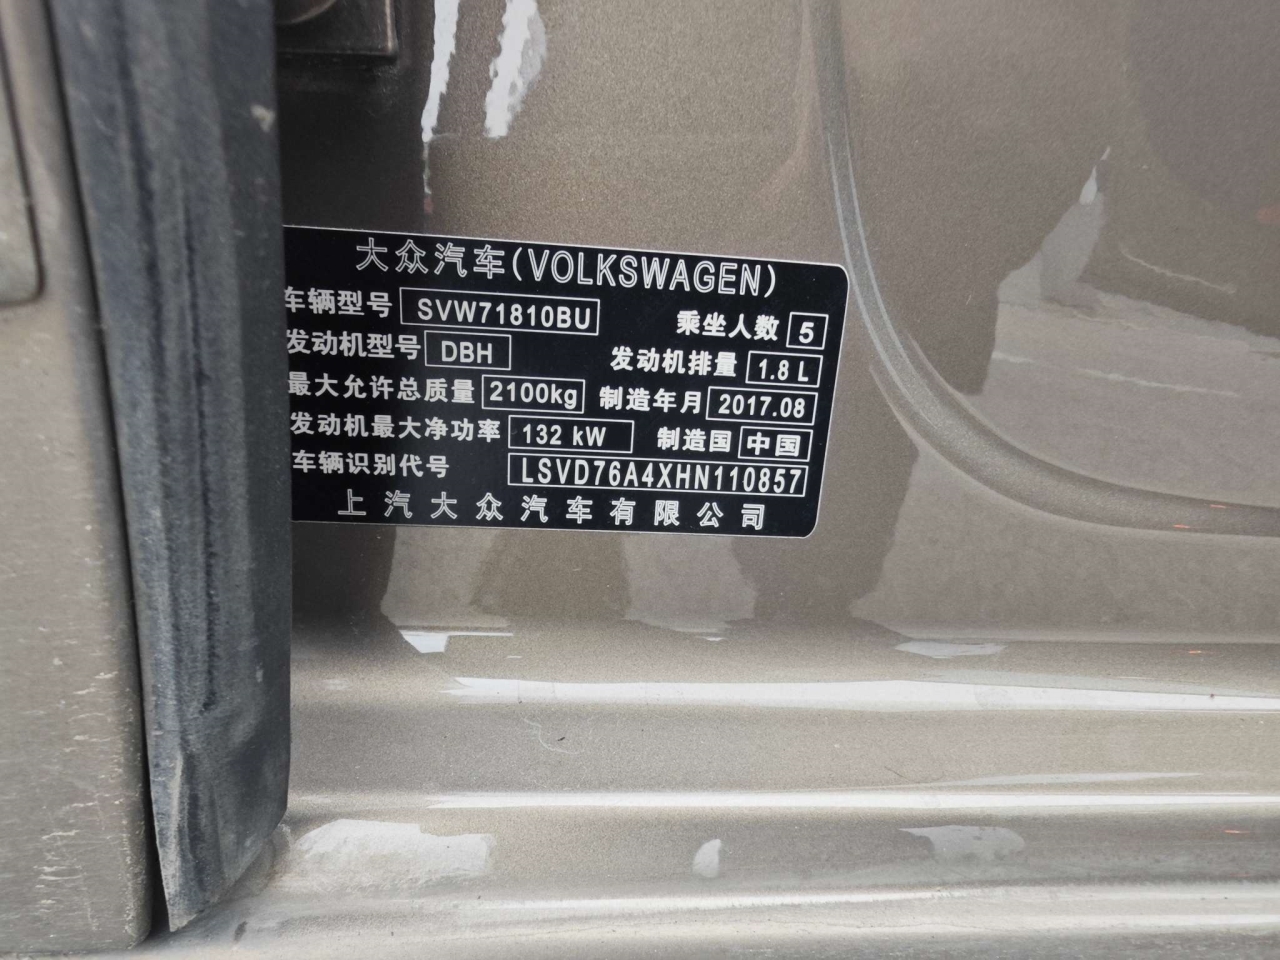 大众汽车(VOLKSWAGEN)
车辆型号 SVW71810BU 乘坐人数 5
发动机型号 DBH 发动机排量 1.8 L
最大允许总质量 2100kg 制造年月 2017.08
发动机最大净功率 132 kW 制造国 中国
车辆识别代号 LSVD76A4XHN110857
上汽大众汽车有限公司